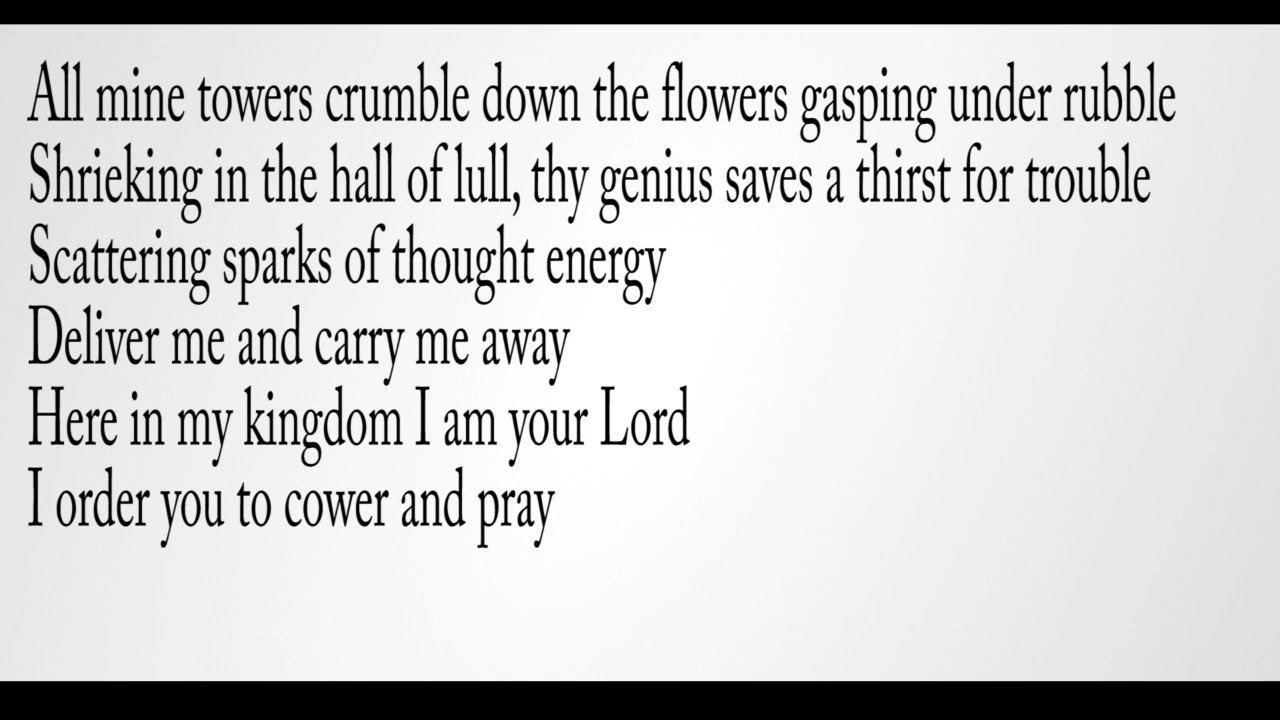 All mine towers crumble down the flowers gasping under rubble
Shrieking in the hall of lull, thy genius saves a thirst for trouble
Scattering sparks of thought energy
Deliver me and carry me away
Here in my kingdom I am your Lord
I order you to cower and pray